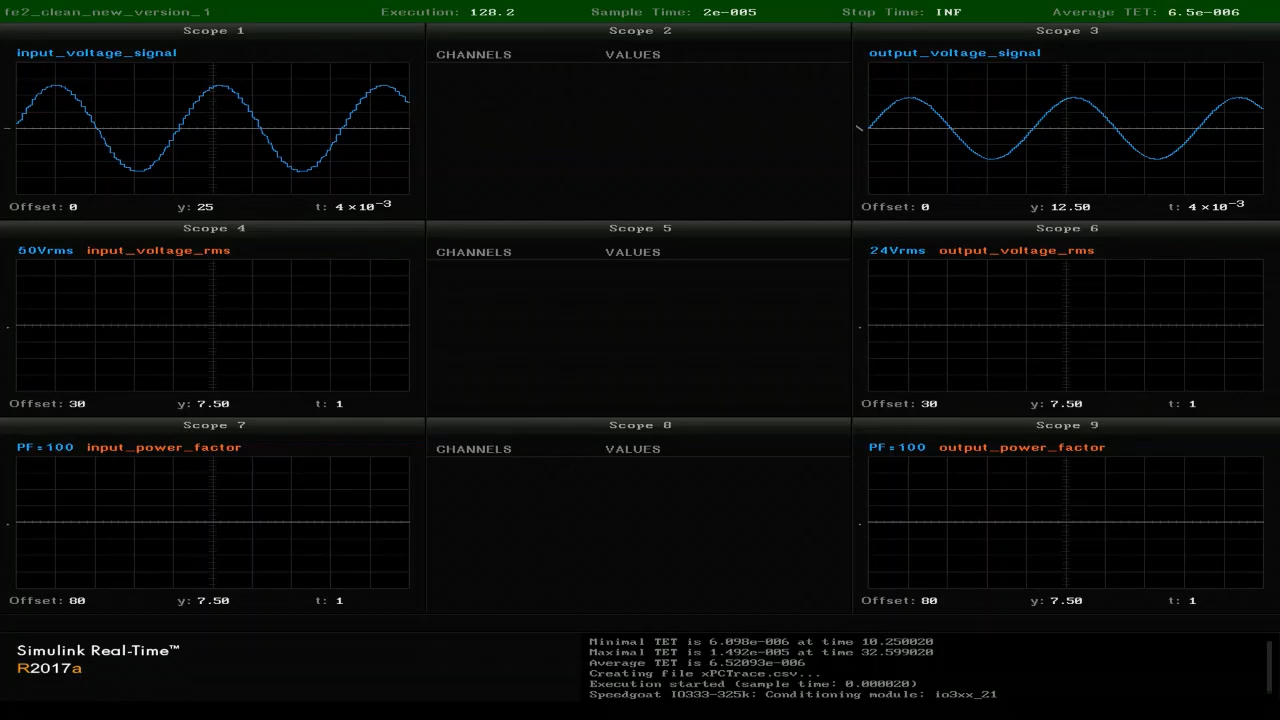 fe2_clean_new_version_1 Execution: 128.2 Sample Time: 2e-005 Stop Time: INF Average TET: 6.5e-006
Scope 1 Scope 2 Scope 3
input_voltage_signal CHANNELS VALUES output_voltage_signal
Offset: 0 y: 25 t: 4×10⁻³ Offset: 0 y: 12.50 t: 4×10⁻³
Scope 4 Scope 5 Scope 6
60Vrms input_voltage_rms CHANNELS VALUES 24Vrms output_voltage_rms
Offset: 30 y: 7.50 t: 1 Offset: 30 y: 7.50 t: 1
Scope 7 Scope 8 Scope 9
PF=100 input_power_factor CHANNELS VALUES PF=100 output_power_factor
Offset: 80 y: 7.50 t: 1 Offset: 80 y: 7.50 t: 1
Simulink Real-Time™
R2017a
Minimal TET is 6.098e-006 at time 10.250020
Maximal TET is 1.492e-005 at time 32.599020
Average TET is 6.52093e-006
Creating file xPCTrace.csv...
Execution started (sample time: 0.000020)
Speedgoat IO333-325k: Conditioning module: io3xx_21